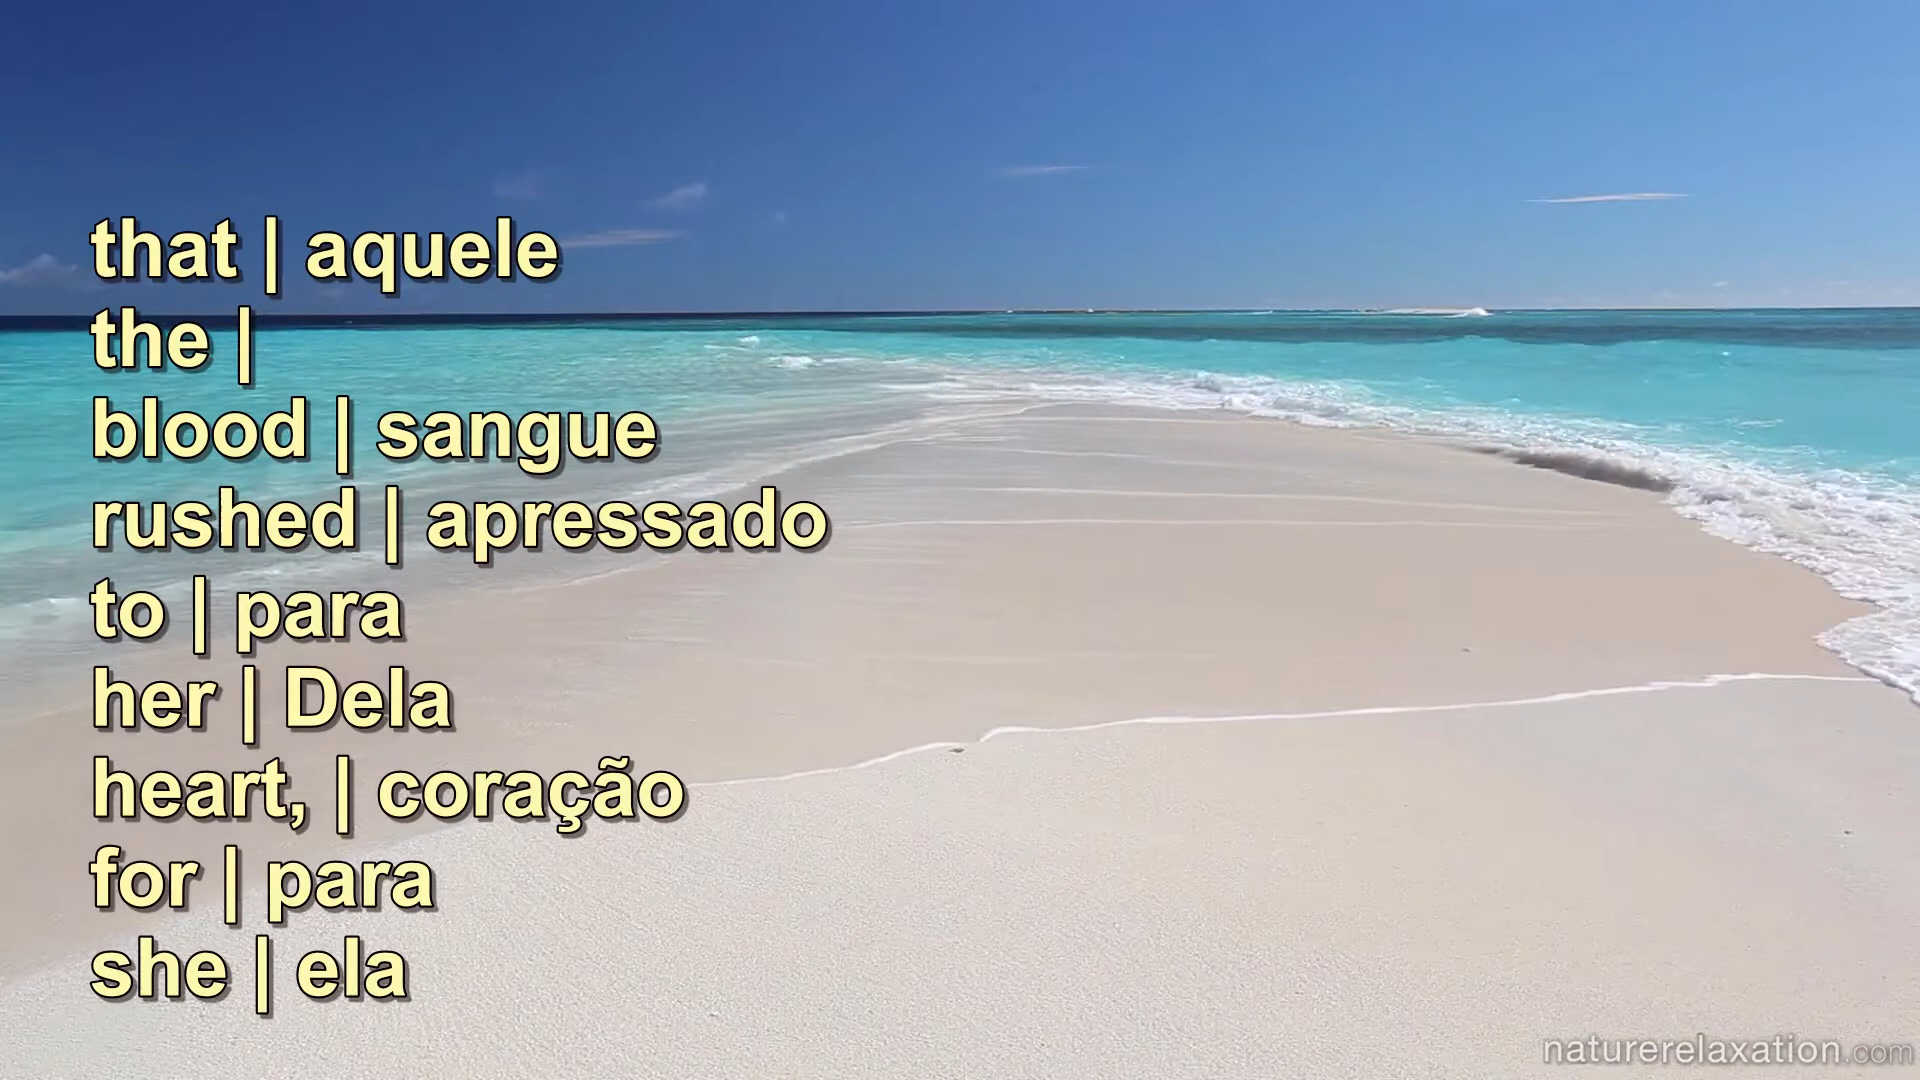 that | aquele
the |
blood | sangue
rushed | apressado
to | para
her | Dela
heart, | coração
for | para
she | ela
naturerelaxation.com